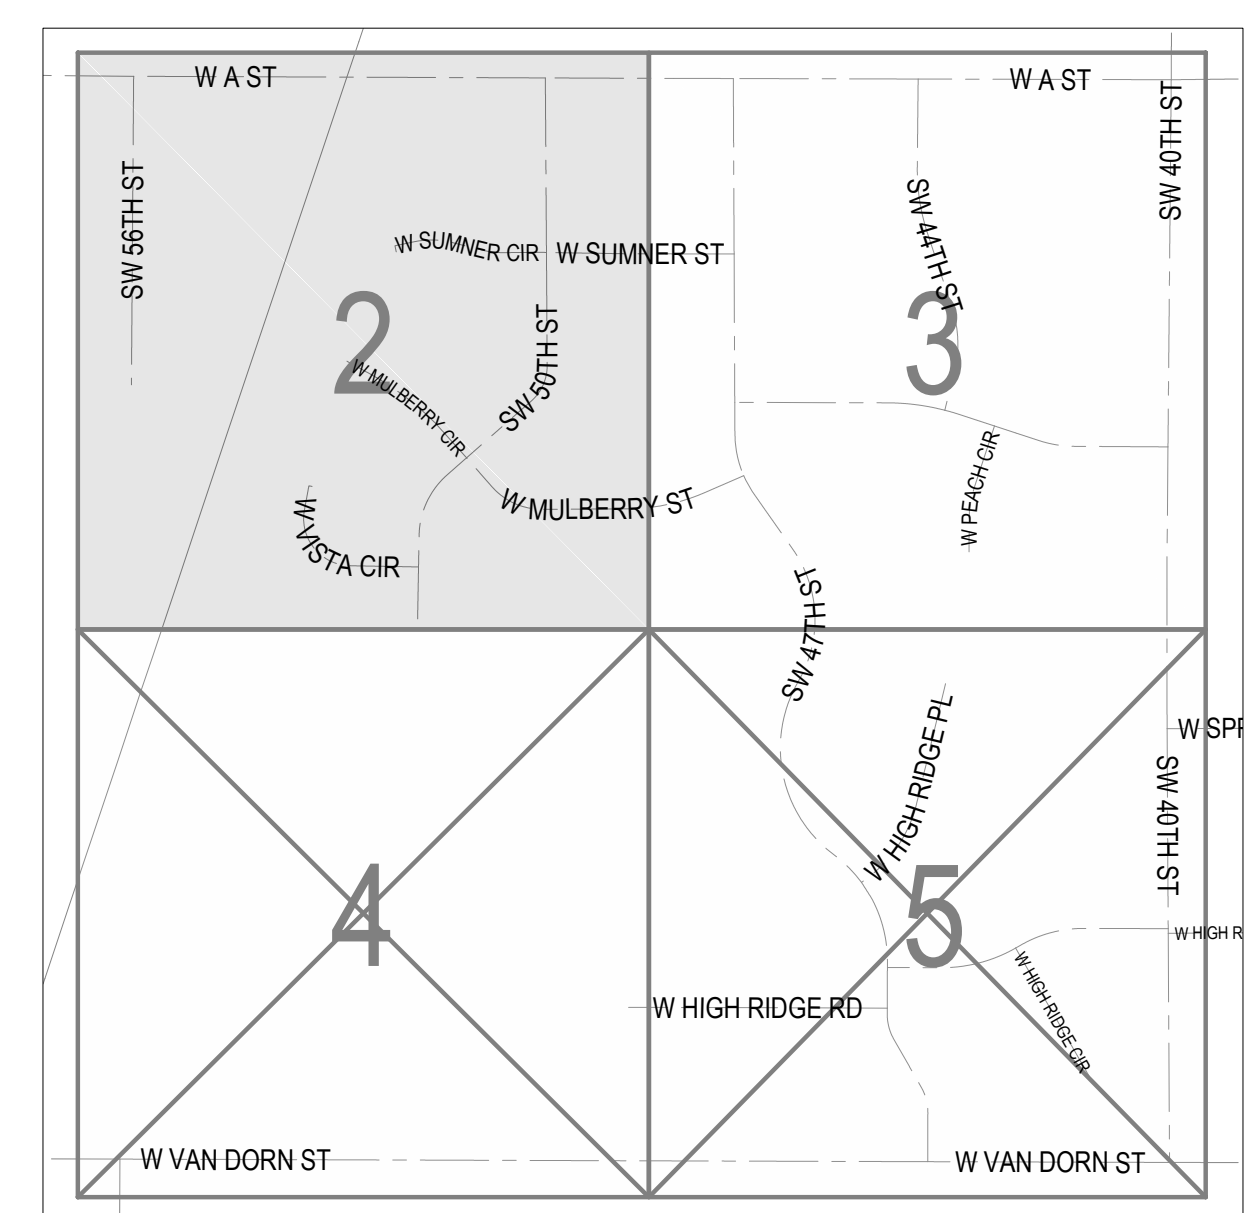 W A ST
W A ST
SW 56TH ST
SW 40TH ST
SW 44TH ST
W SUMNER CIR
W SUMNER ST
2
3
SW 50TH ST
W MULBERRY CIR
W PEACH CIR
W MULBERRY ST
W VISTA CIR
SW 47TH ST
W HIGH RIDGE PL
W SPR
SW 40TH ST
4
5
W HIGH R
W HIGH RIDGE RD
W HIGH RIDGE CIR
W VAN DORN ST
W VAN DORN ST